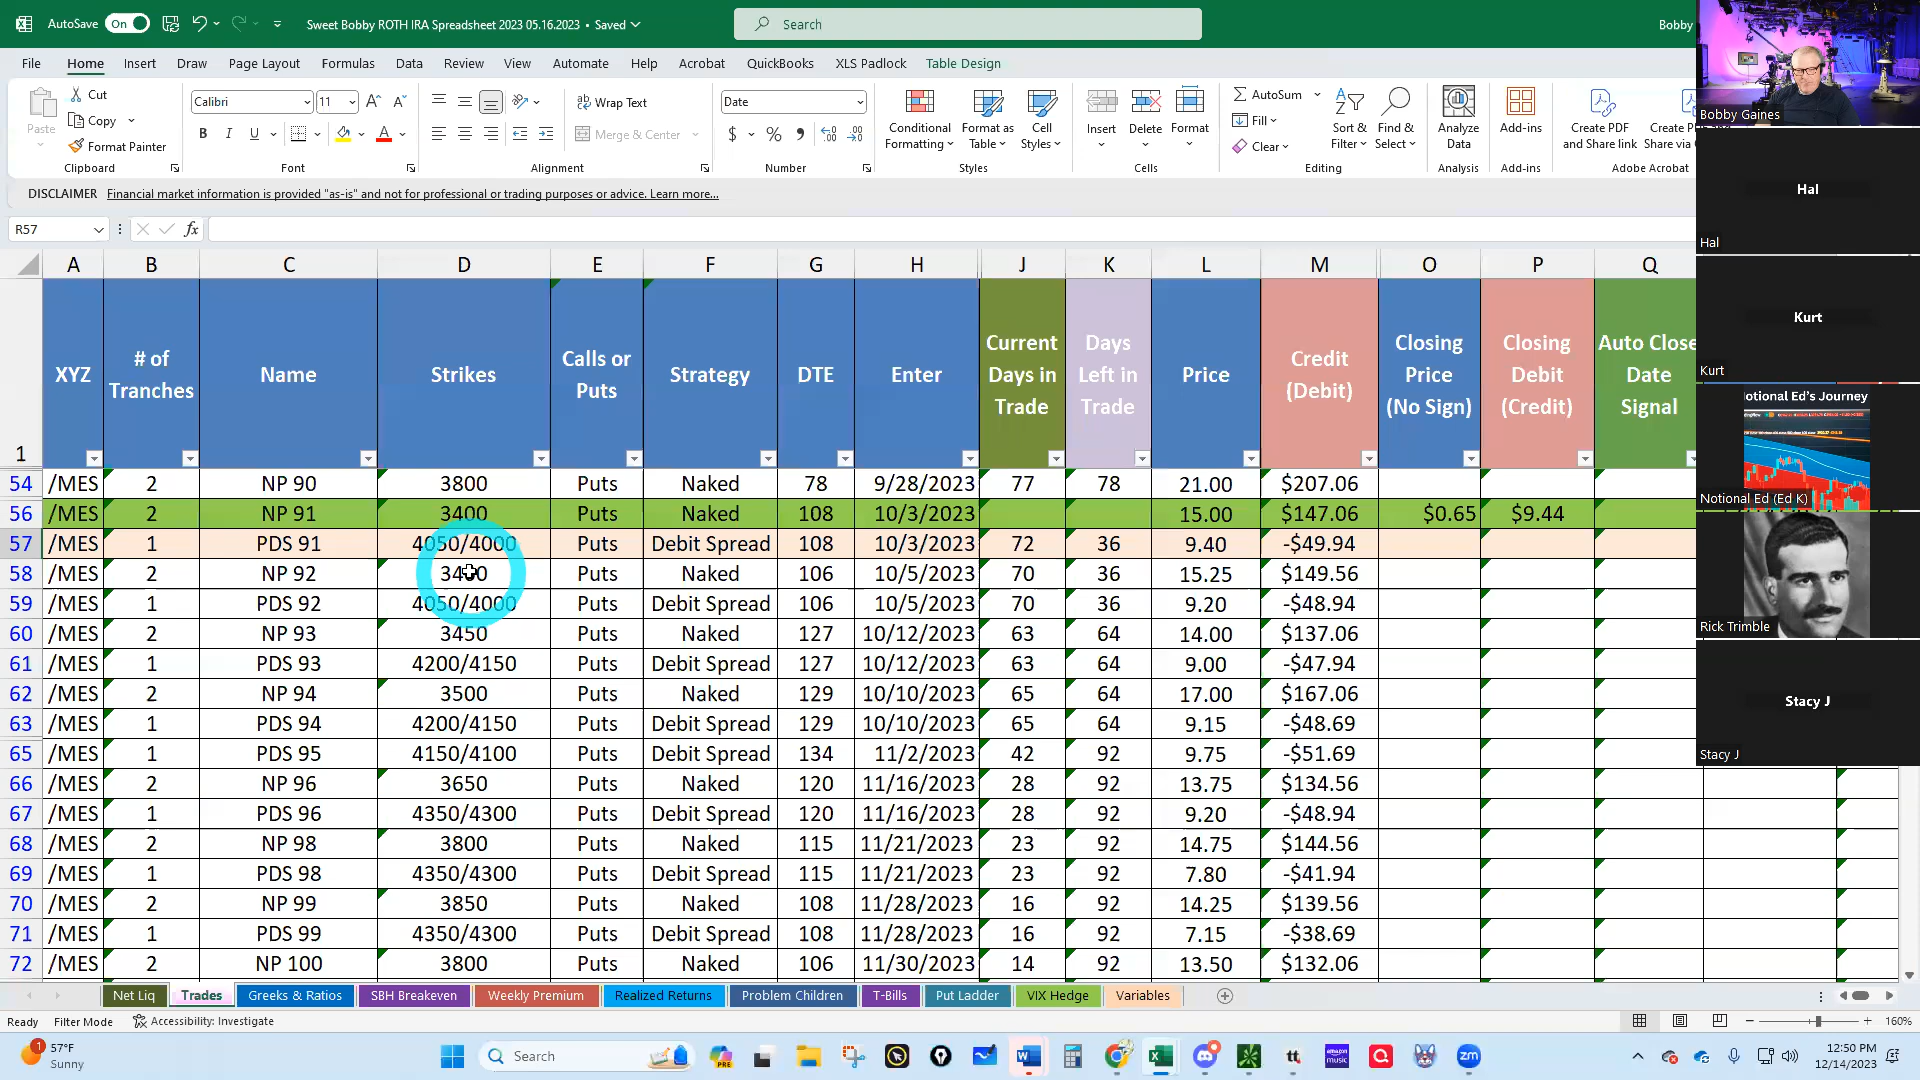 AutoSave On Sweet Bobby ROTH IRA Spreadsheet 2023 05.16.2023 • Saved Search Bobby
File Home Insert Draw Page Layout Formulas Data Review View Automate Help Acrobat QuickBooks XLS Padlock Table Design
Paste Cut Copy Format Painter Clipboard
Calibri 11 B I U Font
Wrap Text Merge & Center Alignment
Date $ % Number
Conditional Formatting Format as Table Cell Styles Styles
Insert Delete Format Cells
AutoSum Fill Clear Sort & Filter Find & Select Editing
Analyze Data Analysis
Add-ins Add-ins
Create PDF and Share link Create P Share via Adobe Acrobat
DISCLAIMER Financial market information is provided "as-is" and not for professional or trading purposes or advice. Learn more...
R57 fx
A B C D E F G H J K L M O P Q
1 XYZ # of Tranches Name Strikes Calls or Puts Strategy DTE Enter Current Days in Trade Days Left in Trade Price Credit (Debit) Closing Price (No Sign) Closing Debit (Credit) Auto Close Date Signal
54 /MES 2 NP 90 3800 Puts Naked 78 9/28/2023 77 78 21.00 $207.06
56 /MES 2 NP 91 3400 Puts Naked 108 10/3/2023 15.00 $147.06 $0.65 $9.44
57 /MES 1 PDS 91 4050/4000 Puts Debit Spread 108 10/3/2023 72 36 9.40 -$49.94
58 /MES 2 NP 92 Puts Naked 106 10/5/2023 70 36 15.25 $149.56
59 /MES 1 PDS 92 4050/4000 Puts Debit Spread 106 10/5/2023 70 36 9.20 -$48.94
60 /MES 2 NP 93 3450 Puts Naked 127 10/12/2023 63 64 14.00 $137.06
61 /MES 1 PDS 93 4200/4150 Puts Debit Spread 127 10/12/2023 63 64 9.00 -$47.94
62 /MES 2 NP 94 3500 Puts Naked 129 10/10/2023 65 64 17.00 $167.06
63 /MES 1 PDS 94 4200/4150 Puts Debit Spread 129 10/10/2023 65 64 9.15 -$48.69
65 /MES 1 PDS 95 4150/4100 Puts Debit Spread 134 11/2/2023 42 92 9.75 -$51.69
66 /MES 2 NP 96 3650 Puts Naked 120 11/16/2023 28 92 13.75 $134.56
67 /MES 1 PDS 96 4350/4300 Puts Debit Spread 120 11/16/2023 28 92 9.20 -$48.94
68 /MES 2 NP 98 3800 Puts Naked 115 11/21/2023 23 92 14.75 $144.56
69 /MES 1 PDS 98 4350/4300 Puts Debit Spread 115 11/21/2023 23 92 7.80 -$41.94
70 /MES 2 NP 99 3850 Puts Naked 108 11/28/2023 16 92 14.25 $139.56
71 /MES 1 PDS 99 4350/4300 Puts Debit Spread 108 11/28/2023 16 92 7.15 -$38.69
72 /MES 2 NP 100 3800 Puts Naked 106 11/30/2023 14 92 13.50 $132.06
Net Liq Trades Greeks & Ratios SBH Breakeven Weekly Premium Realized Returns Problem Children T-Bills Put Ladder VIX Hedge Variables
Ready Filter Mode Accessibility: Investigate 160%
1 57°F Sunny Search PRE tt amazon music Q zm 12:50 PM 12/14/2023
Bobby Gaines
Hal
Hal
Kurt
Kurt
otional Ed's Journey
Notional Ed (Ed K)
Rick Trimble
Stacy J
Stacy J